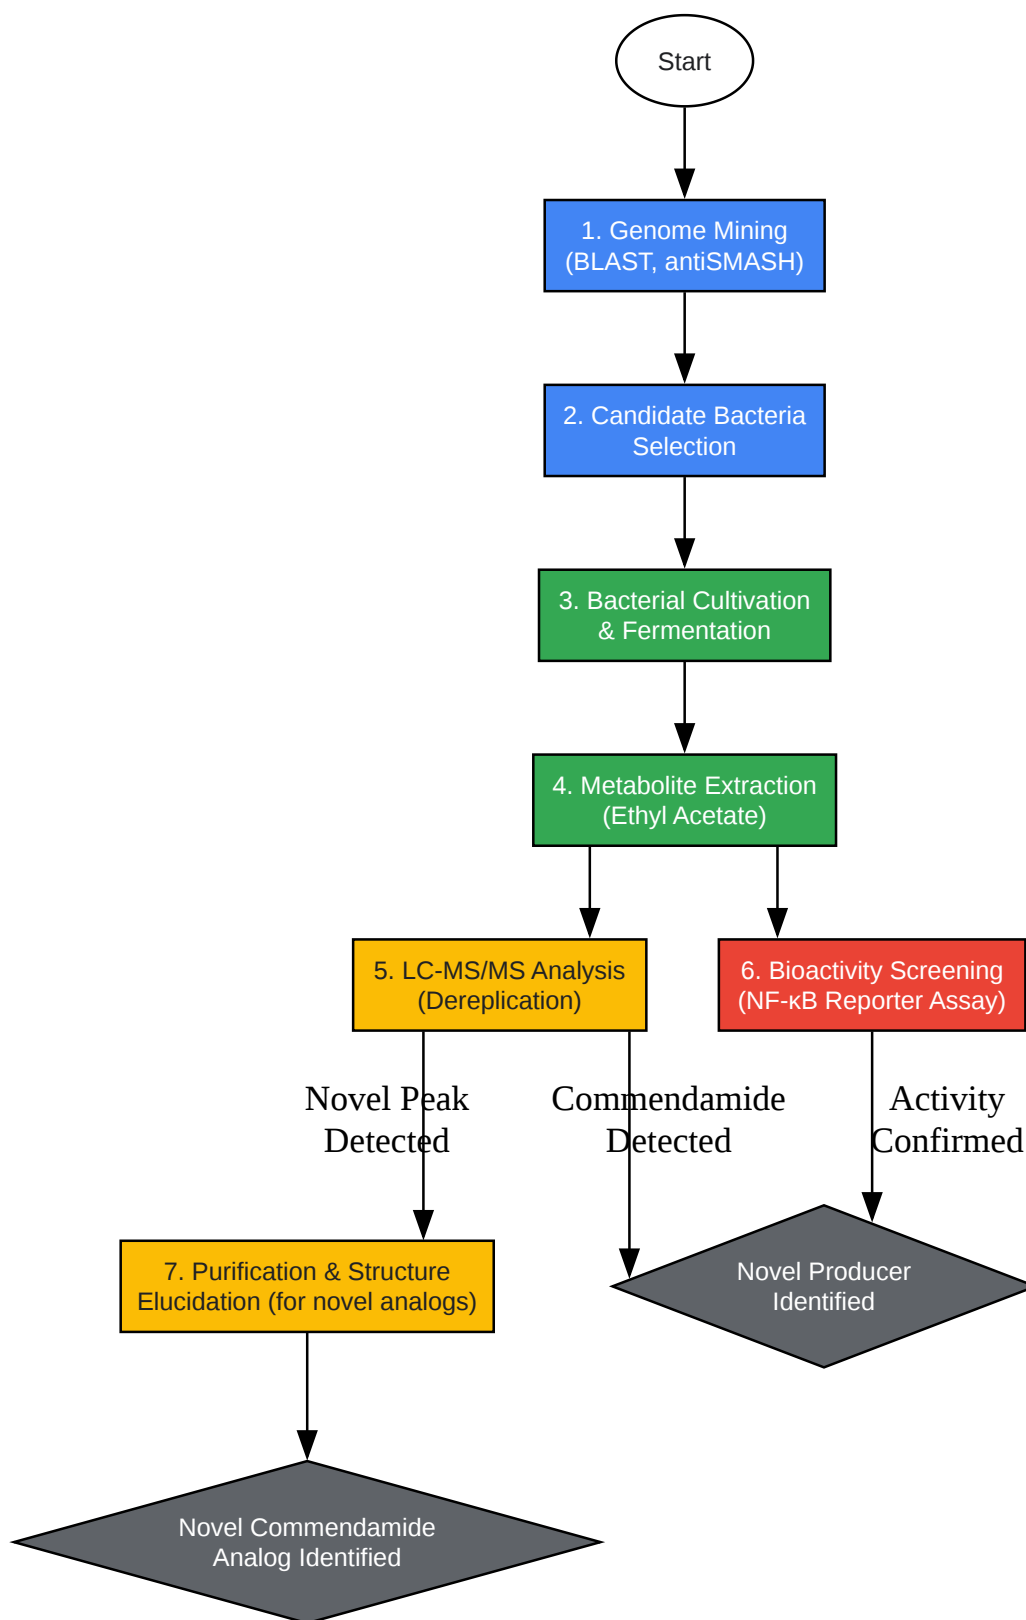 Start
1. Genome Mining
(BLAST, antiSMASH)
2. Candidate Bacteria
Selection
3. Bacterial Cultivation
& Fermentation
4. Metabolite Extraction
(Ethyl Acetate)
5. LC-MS/MS Analysis
(Dereplication)
6. Bioactivity Screening
(NF-κB Reporter Assay)
Novel Peak
Detected
Commendamide
Detected
Activity
Confirmed
7. Purification & Structure
Elucidation (for novel analogs)
Novel Producer
Identified
Novel Commendamide
Analog Identified